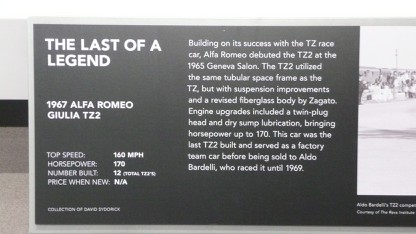 THE LAST OF A
LEGEND
1967 ALFA ROMEO
GIULIA TZ2
TOP SPEED: 160 MPH
HORSEPOWER: 170
NUMBER BUILT: 12 (TOTAL TZ2'S)
PRICE WHEN NEW: N/A
COLLECTION OF DAVID SYDORICK
Building on its success with the TZ race
car, Alfa Romeo debuted the TZ2 at the
1965 Geneva Salon. The TZ2 utilized
the same tubular space frame as the
TZ, but with suspension improvements
and a revised fiberglass body by Zagato.
Engine upgrades included a twin-plug
head and dry sump lubrication, bringing
horsepower up to 170. This car was the
last TZ2 built and served as a factory
team car before being sold to Aldo
Bardelli, who raced it until 1969.
Aldo Bardelli's TZ2 compet
Courtesy of The Revs Institute